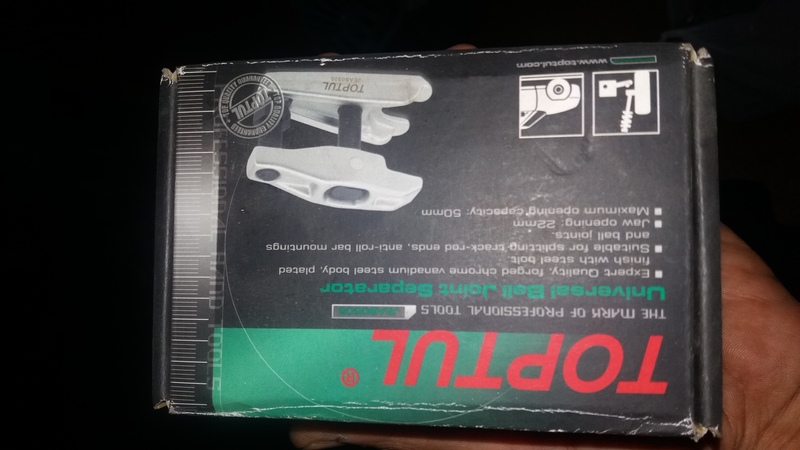 TOPTUL ®
THE MARK OF PROFESSIONAL TOOLS
Universal Ball Joint Separator
Expert Quality, forged chrome vanadium steel body, plated
finish with steel bolt.
Suitable for splitting track-rod ends, anti-roll bar mountings
and ball joints.
Jaw opening: 22mm
Maximum opening capacity: 50mm
www.toptul.com
TOPTUL
TOPTUL